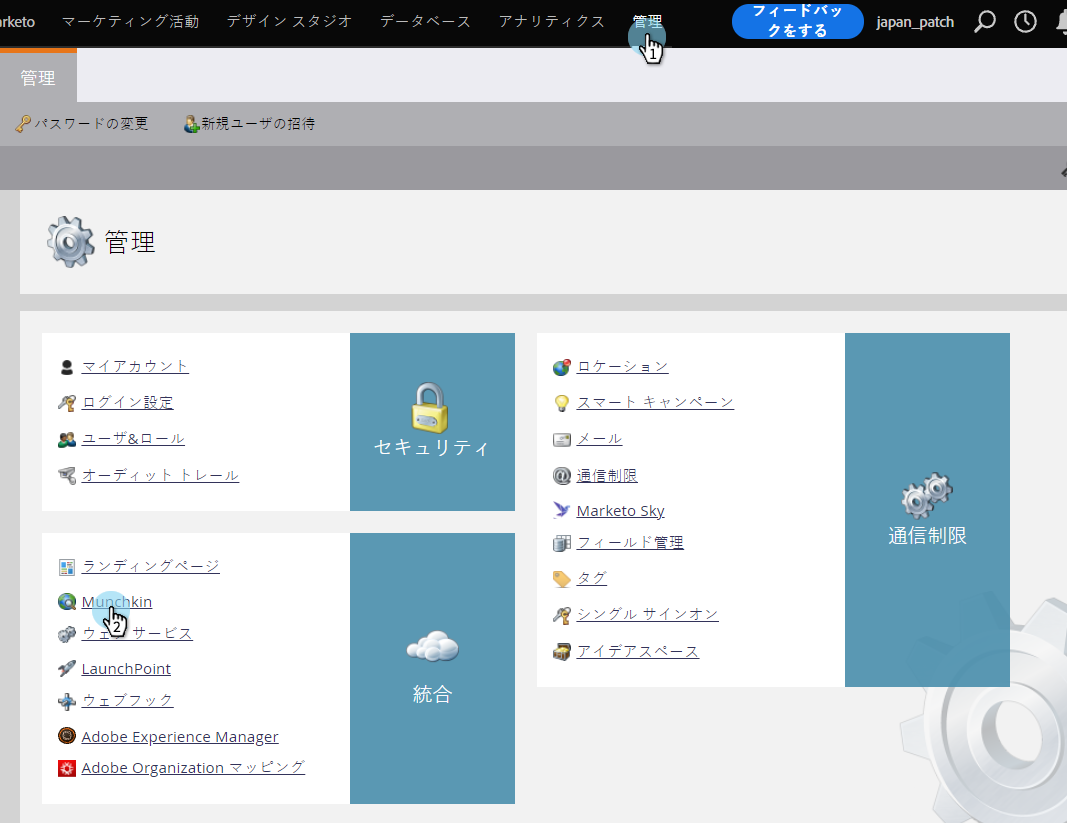 rketo マーケティング活動 デザイン スタジオ データベース アナリティクス 管理 フィードバックをする japan_patch
1
管理
パスワードの変更 新規ユーザの招待
管理
マイアカウント
ログイン設定
ユーザ&ロール
オーディット トレール
セキュリティ
ロケーション
スマート キャンペーン
メール
通信制限
Marketo Sky
フィールド管理
タグ
シングル サインオン
アイデアスペース
通信制限
ランディングページ
Munchkin
2
ウェブ サービス
LaunchPoint
ウェブフック
Adobe Experience Manager
Adobe Organization マッピング
統合